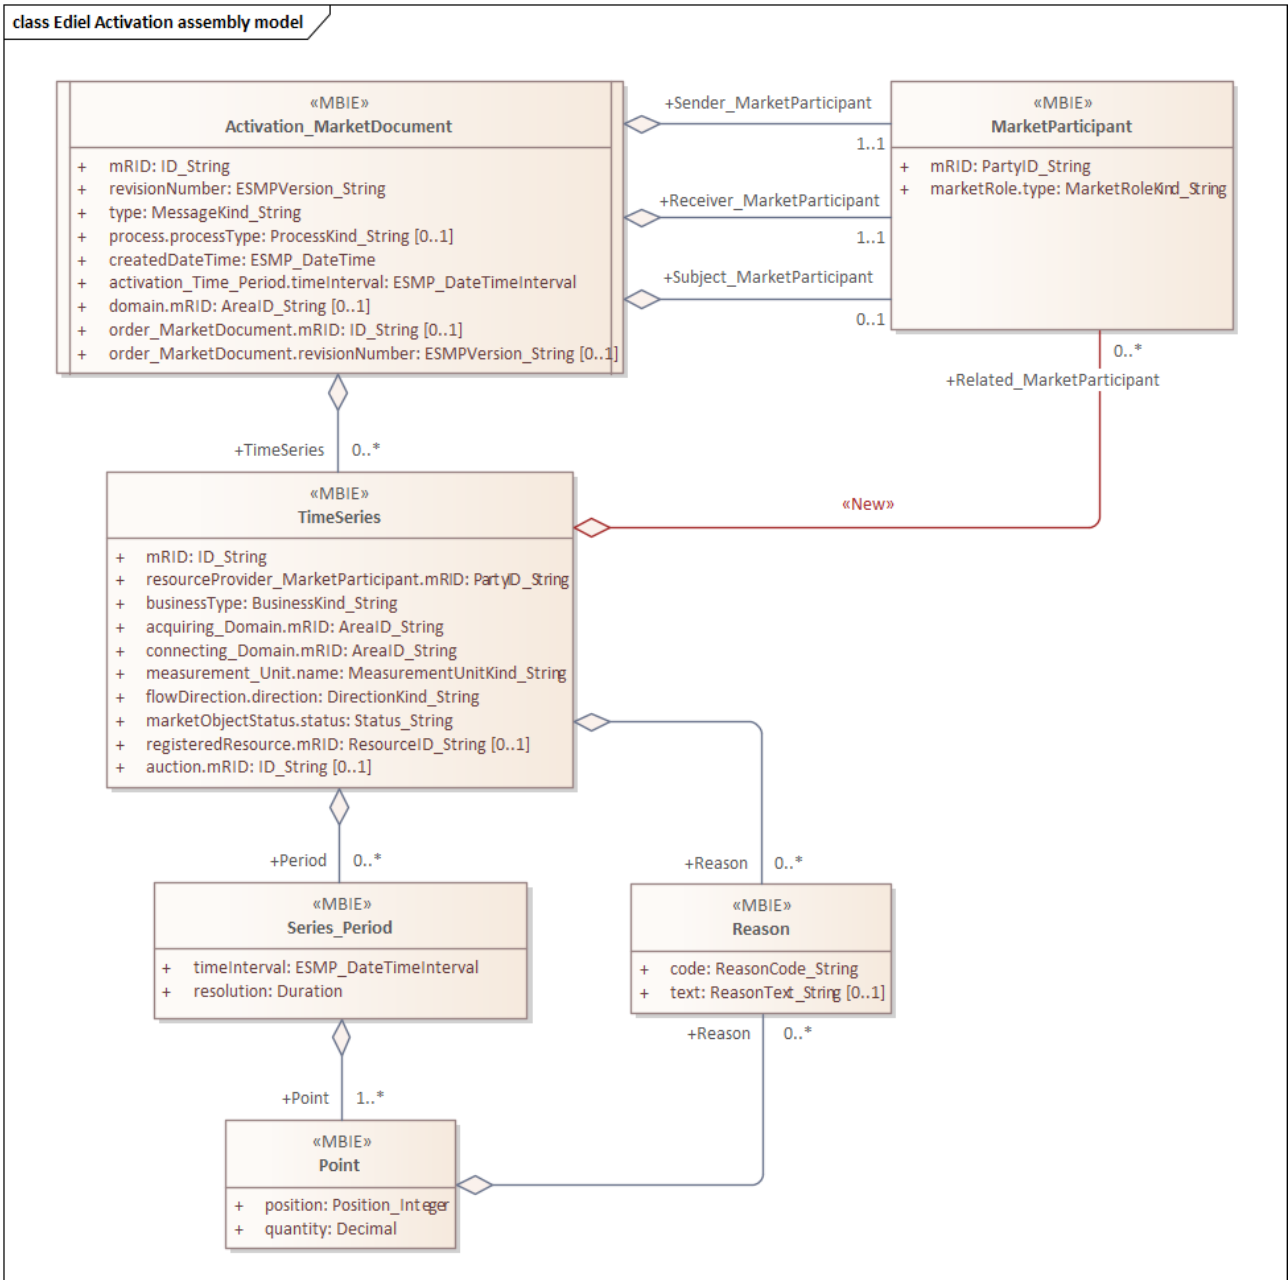 class Ediel Activation assembly model
«MBIE»
Activation_MarketDocument
+ mRID: ID_String
+ revisionNumber: ESMPVersion_String
+ type: MessageKind_String
+ process.processType: ProcessKind_String [0..1]
+ createdDateTime: ESMP_DateTime
+ activation_Time_Period.timeInterval: ESMP_DateTimeInterval
+ domain.mRID: AreaID_String [0..1]
+ order_MarketDocument.mRID: ID_String [0..1]
+ order_MarketDocument.revisionNumber: ESMPVersion_String [0..1]
+Sender_MarketParticipant
1..1
+Receiver_MarketParticipant
1..1
+Subject_MarketParticipant
0..1
«MBIE»
MarketParticipant
+ mRID: PartyID_String
+ marketRole.type: MarketRoleKind_String
0..*
+Related_MarketParticipant
«New»
+TimeSeries 0..*
«MBIE»
TimeSeries
+ mRID: ID_String
+ resourceProvider_MarketParticipant.mRID: PartyID_String
+ businessType: BusinessKind_String
+ acquiring_Domain.mRID: AreaID_String
+ connecting_Domain.mRID: AreaID_String
+ measurement_Unit.name: MeasurementUnitKind_String
+ flowDirection.direction: DirectionKind_String
+ marketObjectStatus.status: Status_String
+ registeredResource.mRID: ResourceID_String [0..1]
+ auction.mRID: ID_String [0..1]
+Period 0..*
«MBIE»
Series_Period
+ timeInterval: ESMP_DateTimeInterval
+ resolution: Duration
+Reason 0..*
«MBIE»
Reason
+ code: ReasonCode_String
+ text: ReasonText_String [0..1]
+Reason 0..*
+Point 1..*
«MBIE»
Point
+ position: Position_Integer
+ quantity: Decimal